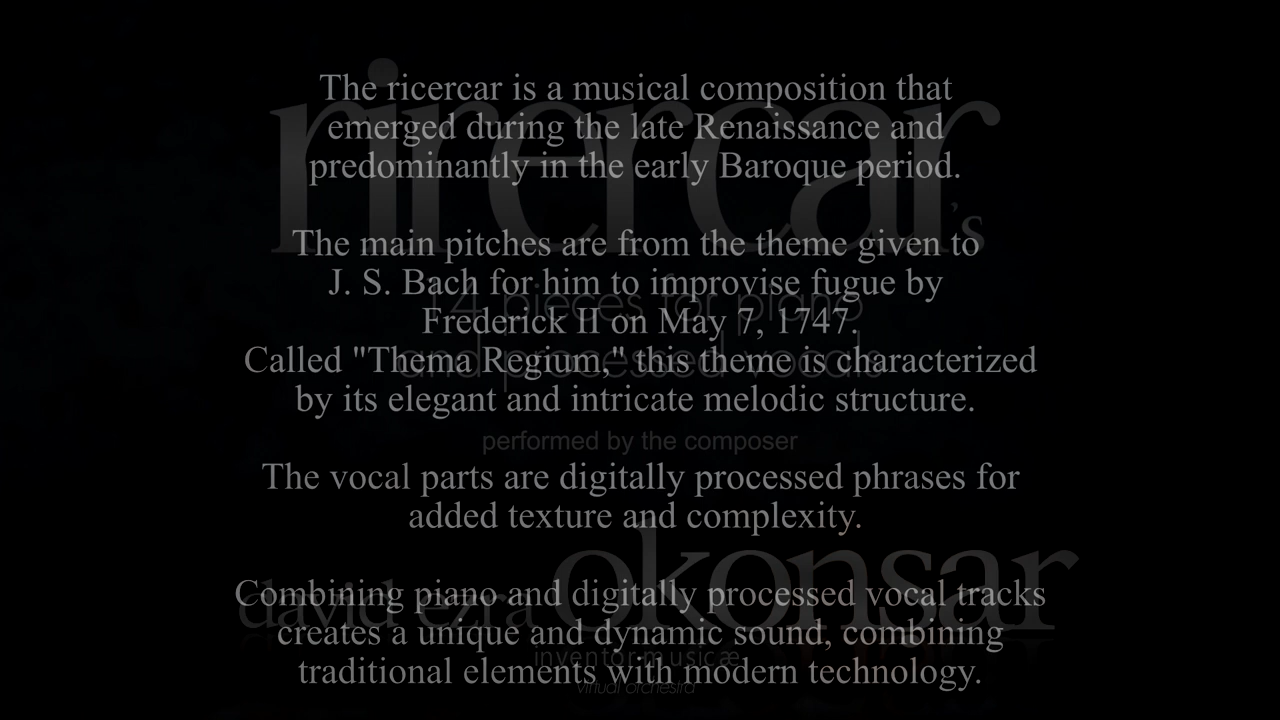 rirercar's
The ricercar is a musical composition that
emerged during the late Renaissance and
predominantly in the early Baroque period.
The main pitches are from the theme given to
J. S. Bach for him to improvise fugue by
Frederick II on May 7, 1747.
Called "Thema Regium," this theme is characterized
by its elegant and intricate melodic structure.
14 pieces for piano
and processed vocals
performed by the composer
The vocal parts are digitally processed phrases for
added texture and complexity.
david ezra okonsar
Combining piano and digitally processed vocal tracks
creates a unique and dynamic sound, combining
traditional elements with modern technology.
inventor musicæ
virtual orchestra